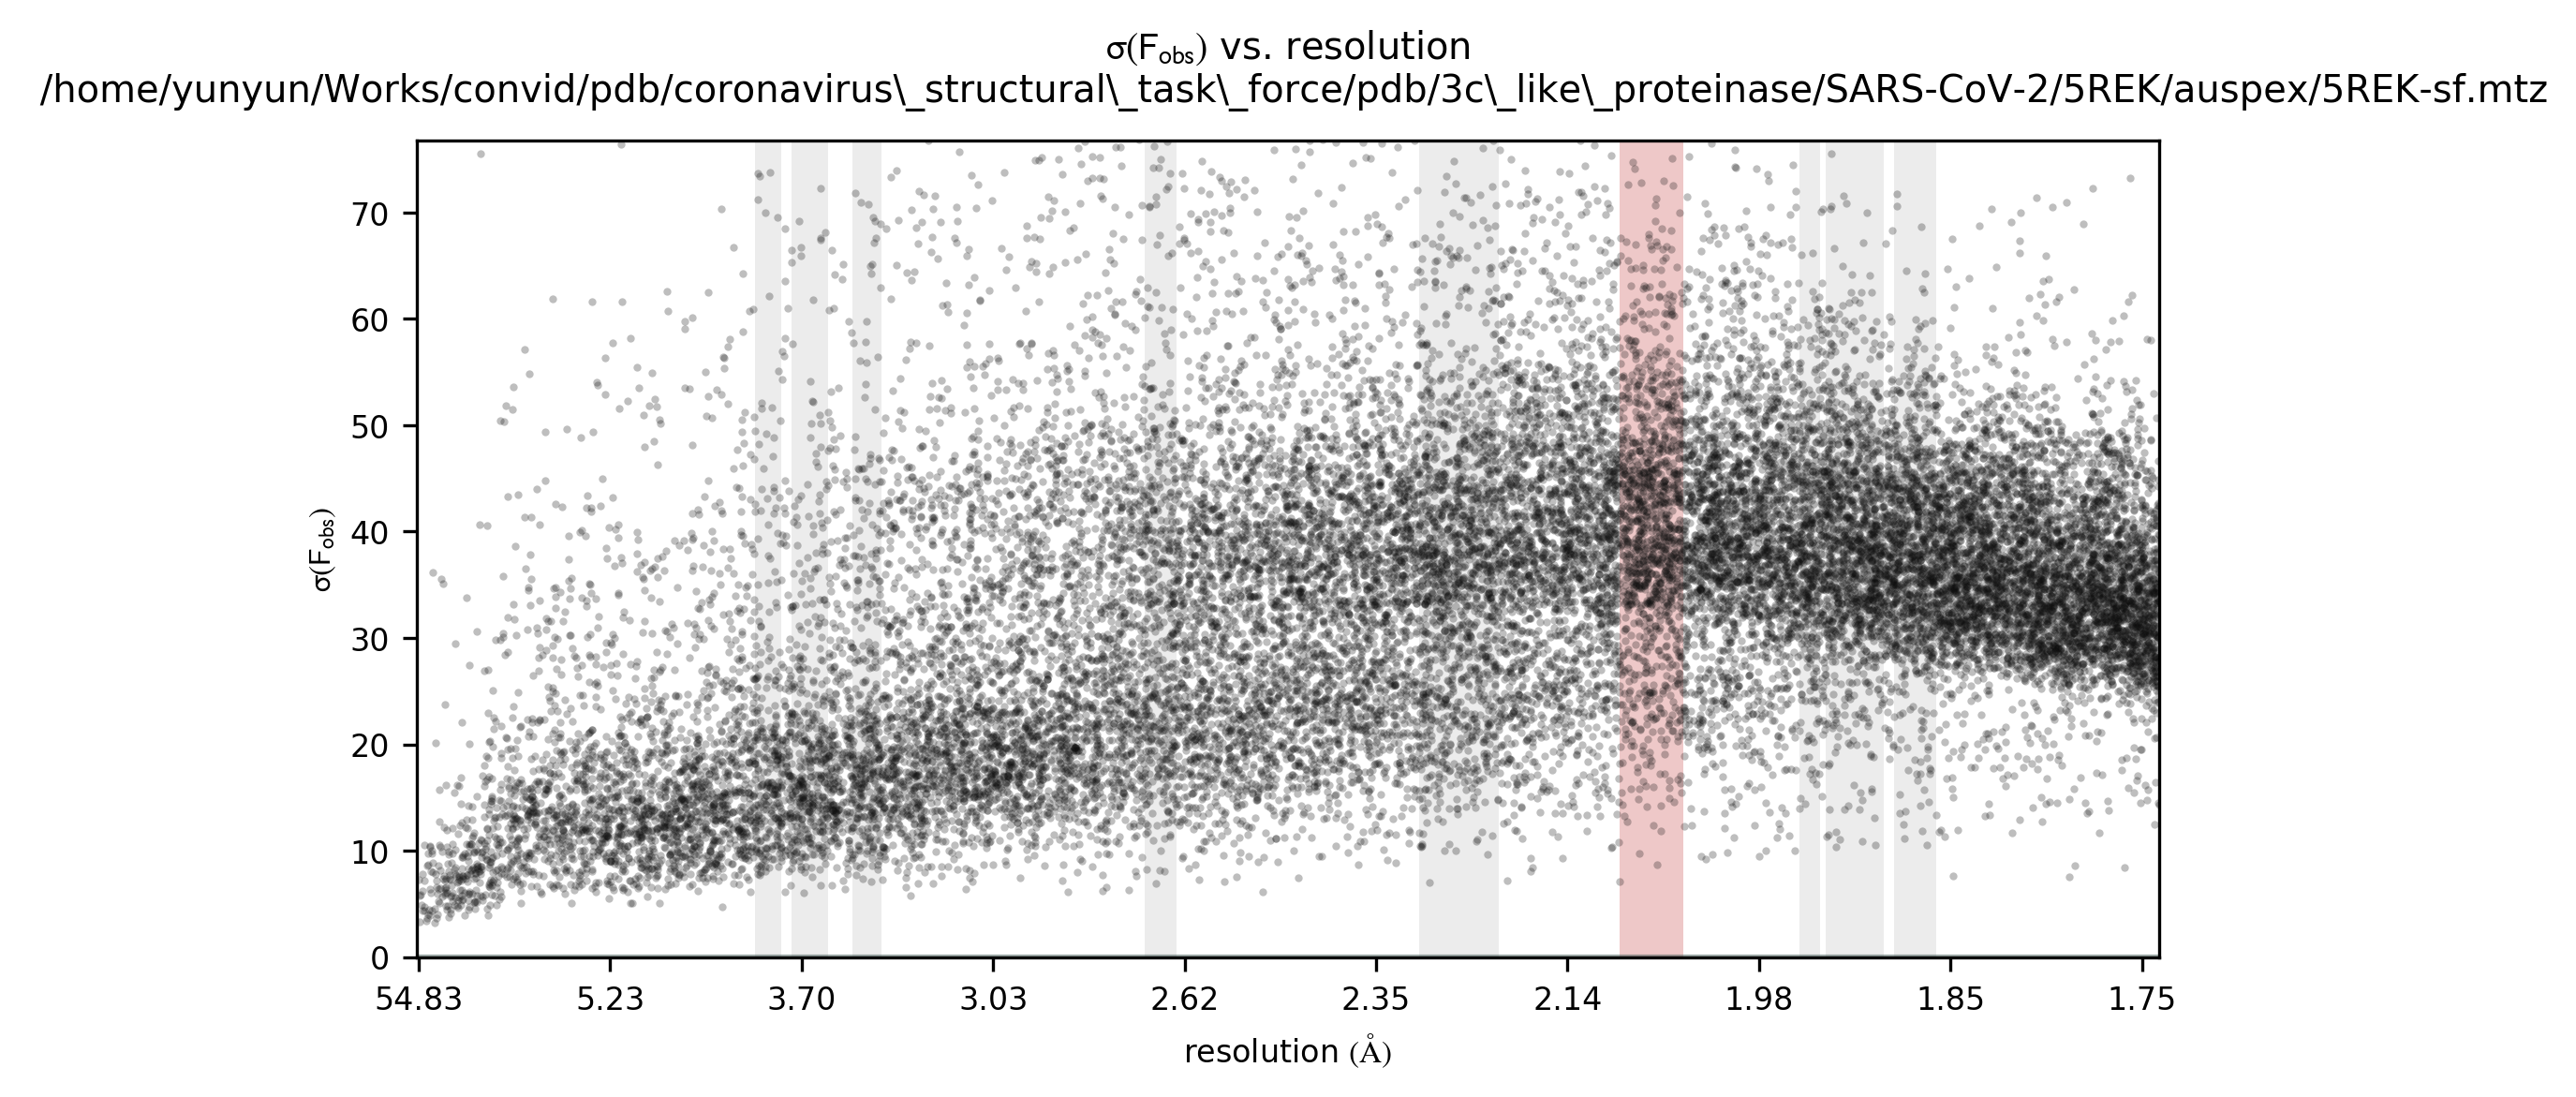 σ(Fobs) vs. resolution
/home/yunyun/Works/convid/pdb/coronavirus\_structural\_task\_force/pdb/3c\_like\_proteinase/SARS-CoV-2/5REK/auspex/5REK-sf.mtz
σ(Fobs)
70
60
50
40
30
20
10
0
54.83 5.23 3.70 3.03 2.62 2.35 2.14 1.98 1.85 1.75
resolution (Å)